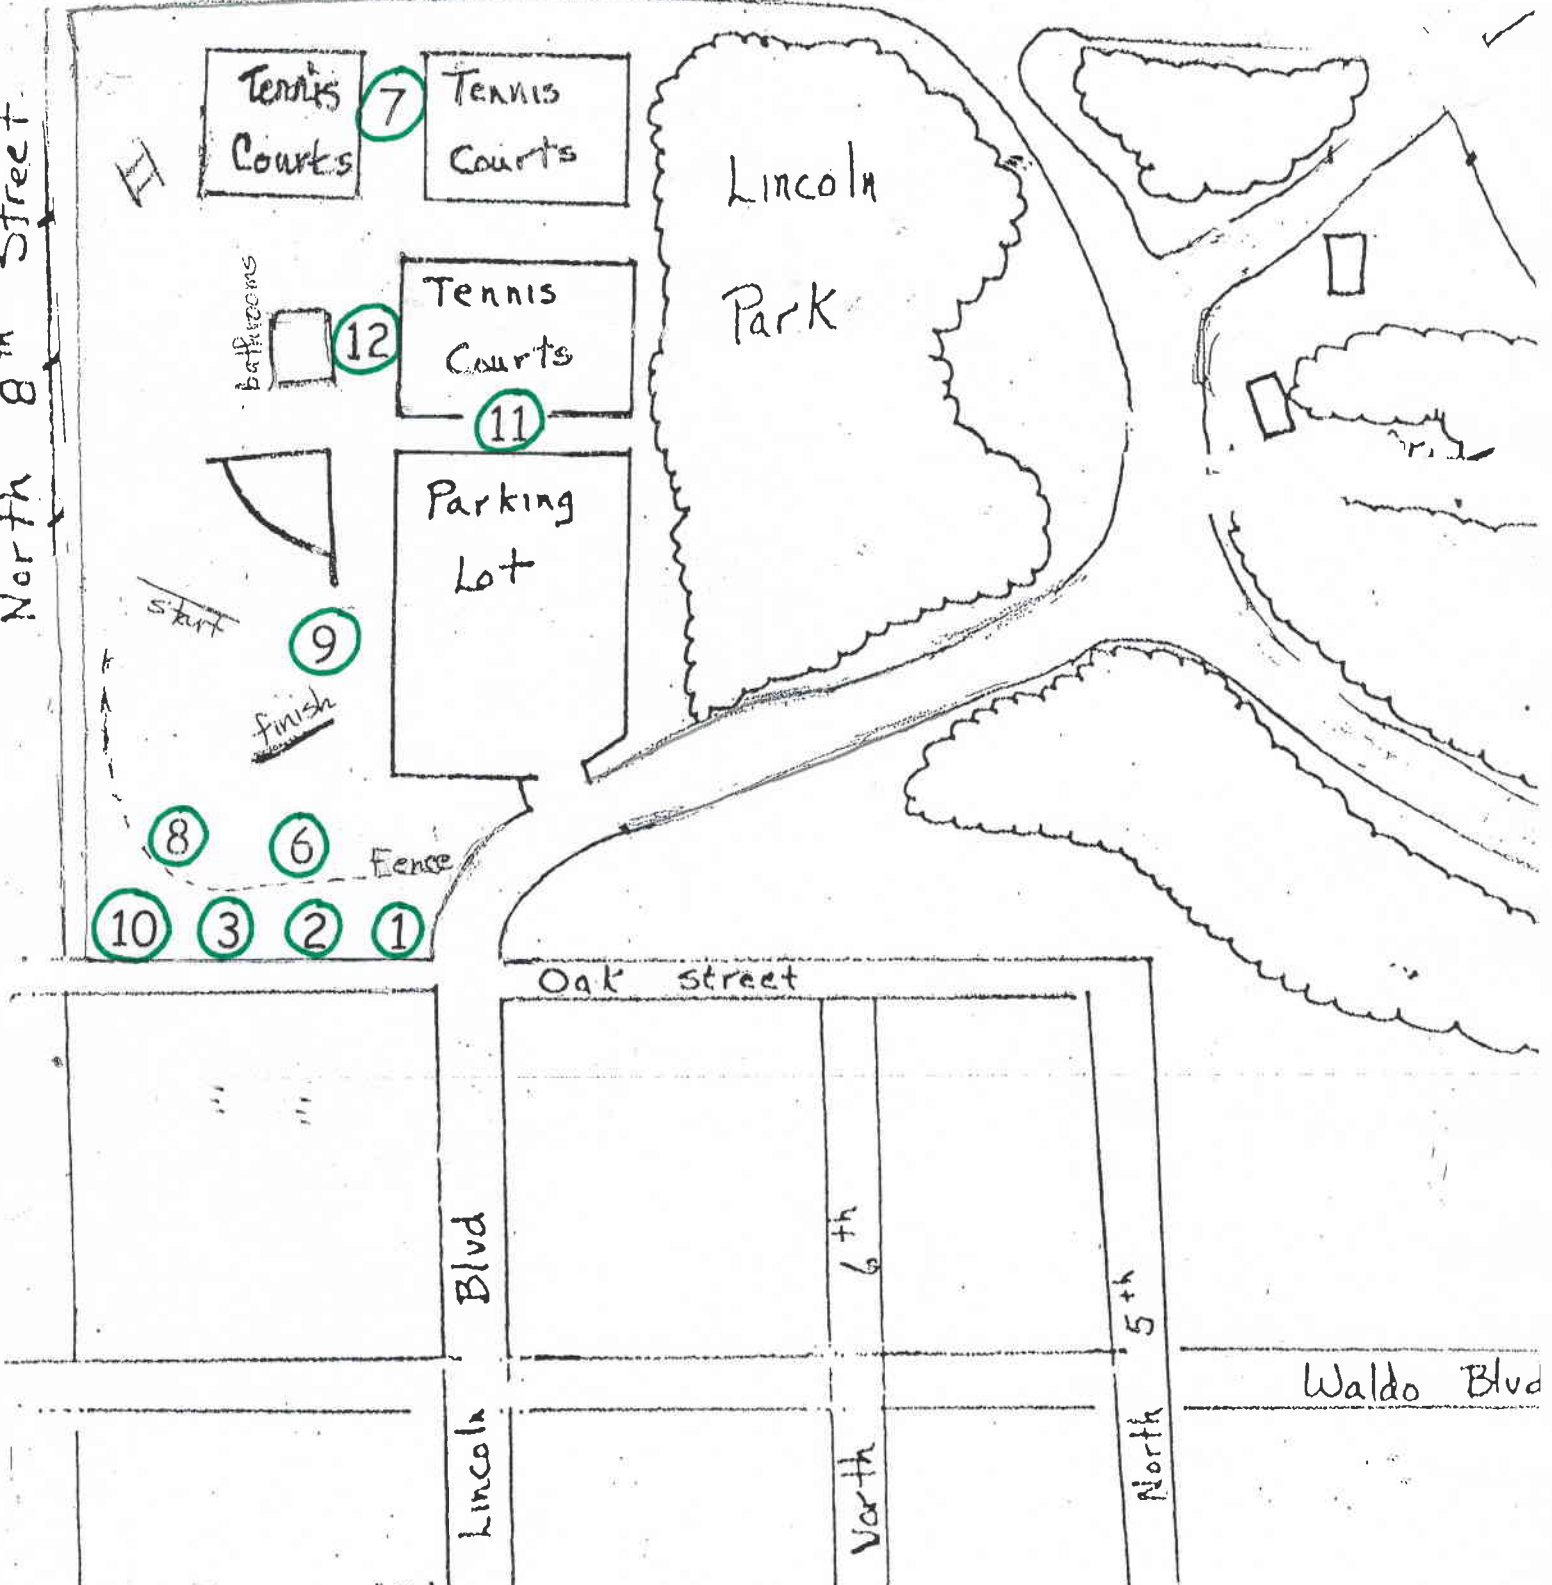 North 8th Street
Tennis
Courts
7
Tennis
Courts
Lincoln
Park
bathrooms
12
Tennis
Courts
11
Parking
Lot
start
9
finish
8
6
Fence
10
3
2
1
Oak Street
Lincoln Blvd
North 6th
North 5th
Waldo Blvd